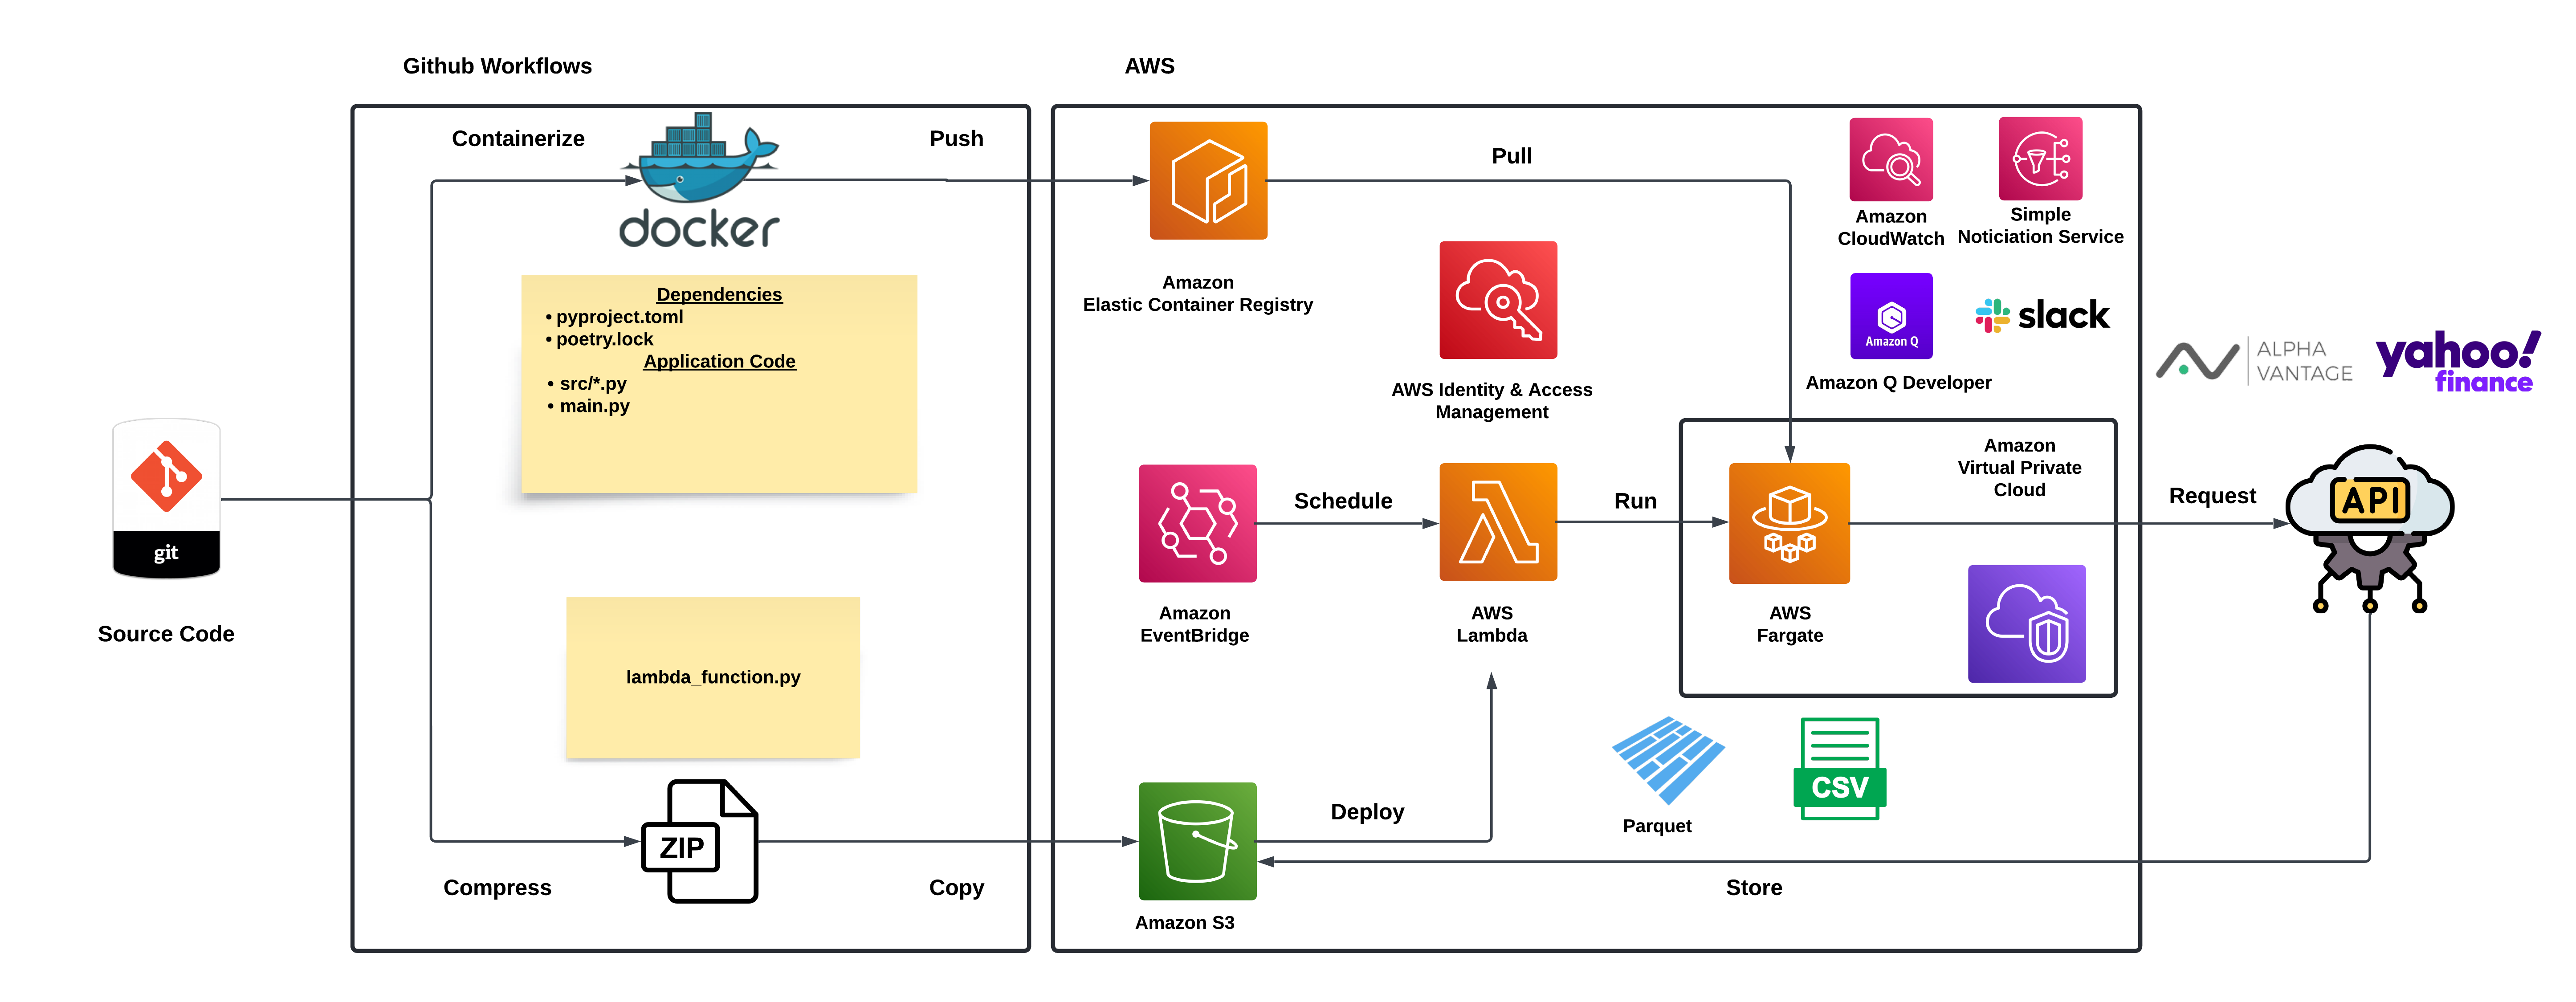 Github Workflows
AWS
Containerize
Push
docker
Dependencies
• pyproject.toml
• poetry.lock
Application Code
• src/*.py
• main.py
git
Source Code
lambda_function.py
ZIP
Compress
Copy
Pull
Amazon
Elastic Container Registry
AWS Identity & Access
Management
Amazon
CloudWatch
Simple
Noticiation Service
Amazon Q
Amazon Q Developer
slack
ALPHA
VANTAGE
yahoo!
finance
Amazon
EventBridge
Schedule
AWS
Lambda
Run
AWS
Fargate
Amazon
Virtual Private
Cloud
Request
API
Parquet
CSV
Deploy
Amazon S3
Store